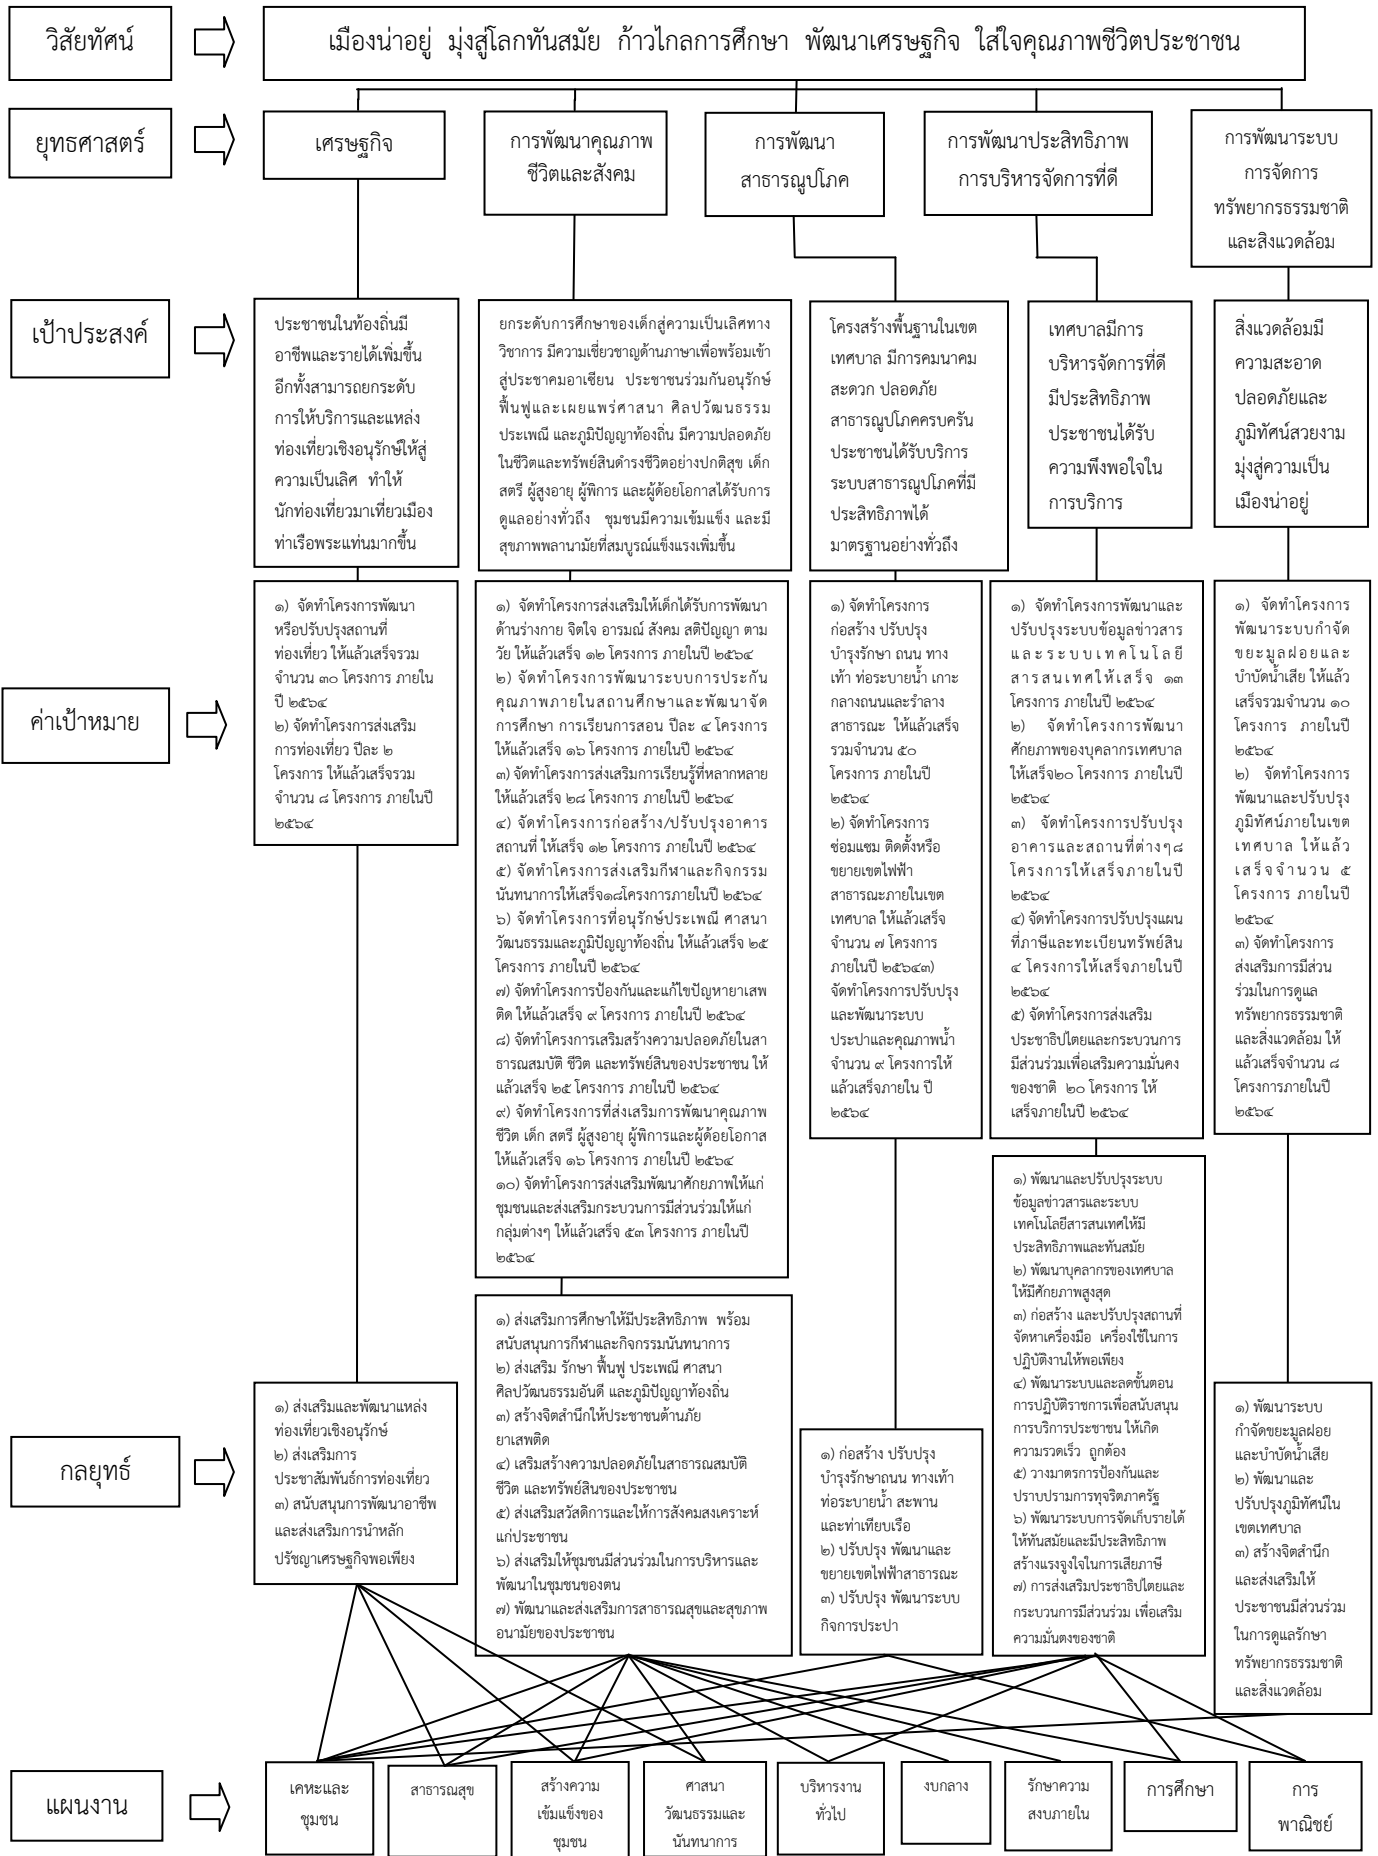 วิสัยทัศน์
เมืองน่าอยู่ มุ่งสู่โลกทันสมัย ก้าวไกลการศึกษา พัฒนาเศรษฐกิจ ใส่ใจคุณภาพชีวิตประชาชน
ยุทธศาสตร์
เศรษฐกิจ
การพัฒนาคุณภาพ
ชีวิตและสังคม
การพัฒนา
สาธารณูปโภค
การพัฒนาประสิทธิภาพ
การบริหารจัดการที่ดี
การพัฒนาระบบ
การจัดการ
ทรัพยากรธรรมชาติ
และสิ่งแวดล้อม
เป้าประสงค์
ประชาชนในท้องถิ่นมี
อาชีพและรายได้เพิ่มขึ้น
อีกทั้งสามารถยกระดับ
การให้บริการและแหล่ง
ท่องเที่ยวเชิงอนุรักษ์ให้สู่
ความเป็นเลิศ ทำให้
นักท่องเที่ยวมาเที่ยวเมือง
ท่าเรือพระแท่นมากขึ้น
ยกระดับการศึกษาของเด็กสู่ความเป็นเลิศทาง
วิชาการ มีความเชี่ยวชาญด้านภาษาเพื่อพร้อมเข้า
สู่ประชาคมอาเซียน ประชาชนร่วมกันอนุรักษ์
ฟื้นฟูและเผยแพร่ศาสนา ศิลปวัฒนธรรม
ประเพณี และภูมิปัญญาท้องถิ่น มีความปลอดภัย
ในชีวิตและทรัพย์สินดำรงชีวิตอย่างปกติสุข เด็ก
สตรี ผู้สูงอายุ ผู้พิการ และผู้ด้อยโอกาสได้รับการ
ดูแลอย่างทั่วถึง ชุมชนมีความเข้มแข็ง และมี
สุขภาพพลานามัยที่สมบูรณ์แข็งแรงเพิ่มขึ้น
โครงสร้างพื้นฐานในเขต
เทศบาล มีการคมนาคม
สะดวก ปลอดภัย
สาธารณูปโภคครบครัน
ประชาชนได้รับบริการ
ระบบสาธารณูปโภคที่มี
ประสิทธิภาพได้
มาตรฐานอย่างทั่วถึง
เทศบาลมีการ
บริหารจัดการที่ดี
มีประสิทธิภาพ
ประชาชนได้รับ
ความพึงพอใจใน
การบริการ
สิ่งแวดล้อมมี
ความสะอาด
ปลอดภัยและ
ภูมิทัศน์สวยงาม
มุ่งสู่ความเป็น
เมืองน่าอยู่
ค่าเป้าหมาย
๑) จัดทำโครงการพัฒนา
หรือปรับปรุงสถานที่
ท่องเที่ยว ให้แล้วเสร็จรวม
จำนวน ๓๐ โครงการ ภายใน
ปี ๒๕๖๔
๒) จัดทำโครงการส่งเสริม
การท่องเที่ยว ปีละ ๒
โครงการ ให้แล้วเสร็จรวม
จำนวน ๘ โครงการ ภายในปี
๒๕๖๔
๑) จัดทำโครงการส่งเสริมให้เด็กได้รับการพัฒนา
ด้านร่างกาย จิตใจ อารมณ์ สังคม สติปัญญา ตาม
วัย ให้แล้วเสร็จ ๑๒ โครงการ ภายในปี ๒๕๖๔
๒) จัดทำโครงการพัฒนาระบบการประกัน
คุณภาพภายในสถานศึกษาและพัฒนาจัด
การศึกษา การเรียนการสอน ปีละ ๔ โครงการ
ให้แล้วเสร็จ ๑๖ โครงการ ภายในปี ๒๕๖๔
๓) จัดทำโครงการส่งเสริมการเรียนรู้ที่หลากหลาย
ให้แล้วเสร็จ ๒๘ โครงการ ภายในปี ๒๕๖๔
๔) จัดทำโครงการก่อสร้าง/ปรับปรุงอาคาร
สถานที่ ให้เสร็จ ๑๒ โครงการ ภายในปี ๒๕๖๔
๕) จัดทำโครงการส่งเสริมกีฬาและกิจกรรม
นันทนาการให้เสร็จ๑๘โครงการภายในปี ๒๕๖๔
๖) จัดทำโครงการที่อนุรักษ์ประเพณี ศาสนา
วัฒนธรรมและภูมิปัญญาท้องถิ่น ให้แล้วเสร็จ ๒๕
โครงการ ภายในปี ๒๕๖๔
๗) จัดทำโครงการป้องกันและแก้ไขปัญหายาเสพ
ติด ให้แล้วเสร็จ ๙ โครงการ ภายในปี ๒๕๖๔
๘) จัดทำโครงการเสริมสร้างความปลอดภัยในสา
ธารณสมบัติ ชีวิต และทรัพย์สินของประชาชน ให้
แล้วเสร็จ ๒๕ โครงการ ภายในปี ๒๕๖๔
๙) จัดทำโครงการที่ส่งเสริมการพัฒนาคุณภาพ
ชีวิต เด็ก สตรี ผู้สูงอายุ ผู้พิการและผู้ด้อยโอกาส
ให้แล้วเสร็จ ๑๖ โครงการ ภายในปี ๒๕๖๔
๑๐) จัดทำโครงการส่งเสริมพัฒนาศักยภาพให้แก่
ชุมชนและส่งเสริมกระบวนการมีส่วนร่วมให้แก่
กลุ่มต่างๆ ให้แล้วเสร็จ ๕๓ โครงการ ภายในปี
๒๕๖๔
๑) จัดทำโครงการ
ก่อสร้าง ปรับปรุง
บำรุงรักษา ถนน ทาง
เท้า ท่อระบายน้ำ เกาะ
กลางถนนและรำลาง
สาธารณะ ให้แล้วเสร็จ
รวมจำนวน ๕๐
โครงการ ภายในปี
๒๕๖๔
๒) จัดทำโครงการ
ซ่อมแซม ติดตั้งหรือ
ขยายเขตไฟฟ้า
สาธารณะภายในเขต
เทศบาล ให้แล้วเสร็จ
จำนวน ๗ โครงการ
ภายในปี ๒๕๖๔๓)
จัดทำโครงการปรับปรุง
และพัฒนาระบบ
ประปาและคุณภาพน้ำ
จำนวน ๙ โครงการให้
แล้วเสร็จภายใน ปี
๒๕๖๔
๑) จัดทำโครงการพัฒนาและ
ปรับปรุงระบบข้อมูลข่าวสาร
และระบบเทคโนโลยี
สารสนเทศให้เสร็จ ๑๓
โครงการ ภายในปี ๒๕๖๔
๒) จัดทำโครงการพัฒนา
ศักยภาพของบุคลากรเทศบาล
ให้เสร็จ๒๐ โครงการ ภายในปี
๒๕๖๔
๓) จัดทำโครงการปรับปรุง
อาคารและสถานที่ต่างๆ๘
โครงการให้เสร็จภายในปี
๒๕๖๔
๔) จัดทำโครงการปรับปรุงแผน
ที่ภาษีและทะเบียนทรัพย์สิน
๔ โครงการให้เสร็จภายในปี
๒๕๖๔
๕) จัดทำโครงการส่งเสริม
ประชาธิปไตยและกระบวนการ
มีส่วนร่วมเพื่อเสริมความมั่นคง
ของชาติ ๒๐ โครงการ ให้
เสร็จภายในปี ๒๕๖๔
๑) จัดทำโครงการ
พัฒนาระบบกำจัด
ขยะมูลฝอยและ
บำบัดน้ำเสีย ให้แล้ว
เสร็จรวมจำนวน ๑๐
โครงการ ภายในปี
๒๕๖๔
๒) จัดทำโครงการ
พัฒนาและปรับปรุง
ภูมิทัศน์ภายในเขต
เทศบาล ให้แล้ว
เสร็จจำนวน ๕
โครงการ ภายในปี
๒๕๖๔
๓) จัดทำโครงการ
ส่งเสริมการมีส่วน
ร่วมในการดูแล
ทรัพยากรธรรมชาติ
และสิ่งแวดล้อม ให้
แล้วเสร็จจำนวน ๘
โครงการภายในปี
๒๕๖๔
กลยุทธ์
๑) ส่งเสริมและพัฒนาแหล่ง
ท่องเที่ยวเชิงอนุรักษ์
๒) ส่งเสริมการ
ประชาสัมพันธ์การท่องเที่ยว
๓) สนับสนุนการพัฒนาอาชีพ
และส่งเสริมการนำหลัก
ปรัชญาเศรษฐกิจพอเพียง
๑) ส่งเสริมการศึกษาให้มีประสิทธิภาพ พร้อม
สนับสนุนการกีฬาและกิจกรรมนันทนาการ
๒) ส่งเสริม รักษา ฟื้นฟู ประเพณี ศาสนา
ศิลปวัฒนธรรมอันดี และภูมิปัญญาท้องถิ่น
๓) สร้างจิตสำนึกให้ประชาชนต้านภัย
ยาเสพติด
๔) เสริมสร้างความปลอดภัยในสาธารณสมบัติ
ชีวิต และทรัพย์สินของประชาชน
๕) ส่งเสริมสวัสดิการและให้การสังคมสงเคราะห์
แก่ประชาชน
๖) ส่งเสริมให้ชุมชนมีส่วนร่วมในการบริหารและ
พัฒนาในชุมชนของตน
๗) พัฒนาและส่งเสริมการสาธารณสุขและสุขภาพ
อนามัยของประชาชน
๑) ก่อสร้าง ปรับปรุง
บำรุงรักษาถนน ทางเท้า
ท่อระบายน้ำ สะพาน
และท่าเทียบเรือ
๒) ปรับปรุง พัฒนาและ
ขยายเขตไฟฟ้าสาธารณะ
๓) ปรับปรุง พัฒนาระบบ
กิจการประปา
๑) พัฒนาและปรับปรุงระบบ
ข้อมูลข่าวสารและระบบ
เทคโนโลยีสารสนเทศให้มี
ประสิทธิภาพและทันสมัย
๒) พัฒนาบุคลากรของเทศบาล
ให้มีศักยภาพสูงสุด
๓) ก่อสร้าง และปรับปรุงสถานที่
จัดหาเครื่องมือ เครื่องใช้ในการ
ปฏิบัติงานให้พอเพียง
๔) พัฒนาระบบและลดขั้นตอน
การปฏิบัติราชการเพื่อสนับสนุน
การบริการประชาชน ให้เกิด
ความรวดเร็ว ถูกต้อง
๕) วางมาตรการป้องกันและ
ปราบปรามการทุจริตภาครัฐ
๖) พัฒนาระบบการจัดเก็บรายได้
ให้ทันสมัยและมีประสิทธิภาพ
สร้างแรงจูงใจในการเสียภาษี
๗) การส่งเสริมประชาธิปไตยและ
กระบวนการมีส่วนร่วม เพื่อเสริม
ความมั่นตงของชาติ
๑) พัฒนาระบบ
กำจัดขยะมูลฝอย
และบำบัดน้ำเสีย
๒) พัฒนาและ
ปรับปรุงภูมิทัศน์ใน
เขตเทศบาล
๓) สร้างจิตสำนึก
และส่งเสริมให้
ประชาชนมีส่วนร่วม
ในการดูแลรักษา
ทรัพยากรธรรมชาติ
และสิ่งแวดล้อม
แผนงาน
เคหะและ
ชุมชน
สาธารณสุข
สร้างความ
เข้มแข็งของ
ชุมชน
ศาสนา
วัฒนธรรมและ
นันทนาการ
บริหารงาน
ทั่วไป
งบกลาง
รักษาความ
สงบภายใน
การศึกษา
การ
พาณิชย์